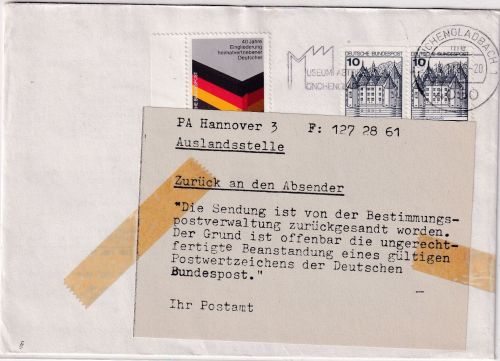 40 Jahre
Eingliederung
heimatvertriebener
Deutscher
10 DEUTSCHE BUNDESPOST
10 DEUTSCHE BUNDESPOST
PA Hannover 3 F: 127 28 61
Auslandsstelle
Zurück an den Absender
"Die Sendung ist von der Bestimmungs-
postverwaltung zurückgesandt worden.
Der Grund ist offenbar die ungerecht-
fertigte Beanstandung eines gültigen
Postwertzeichens der Deutschen
Bundespost."
Ihr Postamt